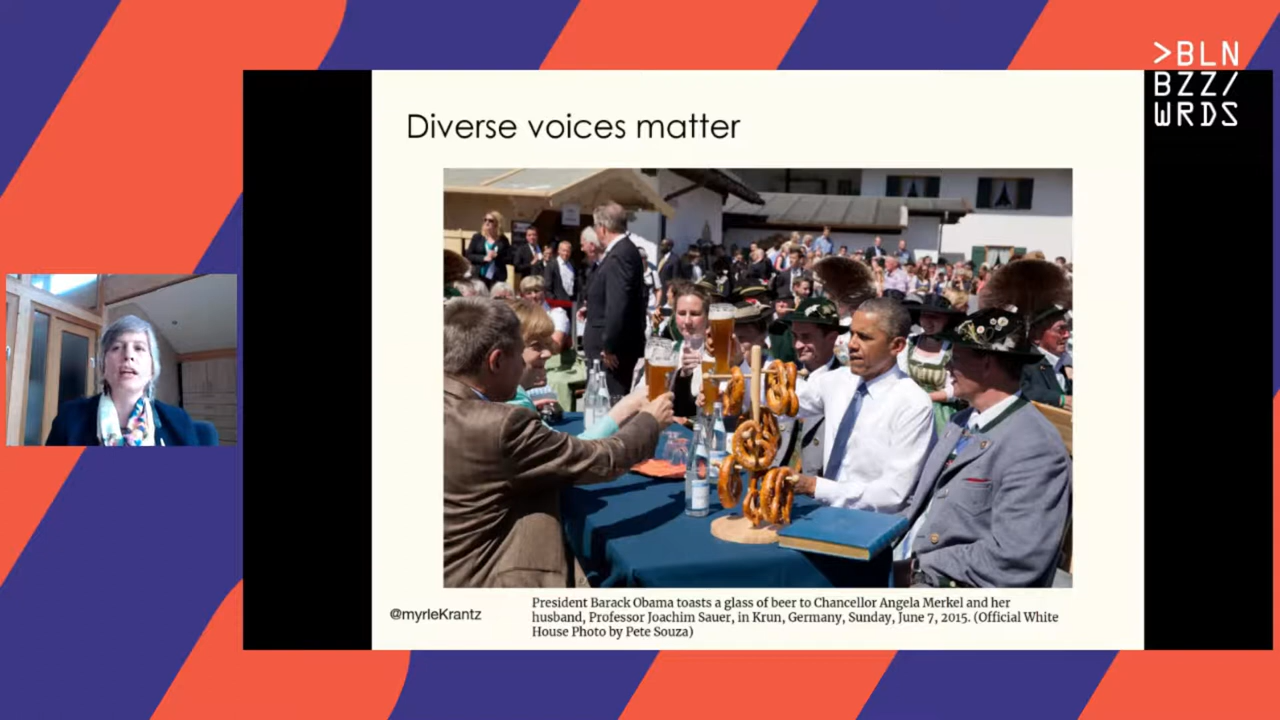 >BLN
BZZ/
WRDS
Diverse voices matter
@myrleKrantz
President Barack Obama toasts a glass of beer to Chancellor Angela Merkel and her
husband, Professor Joachim Sauer, in Krun, Germany, Sunday, June 7, 2015. (Official White
House Photo by Pete Souza)